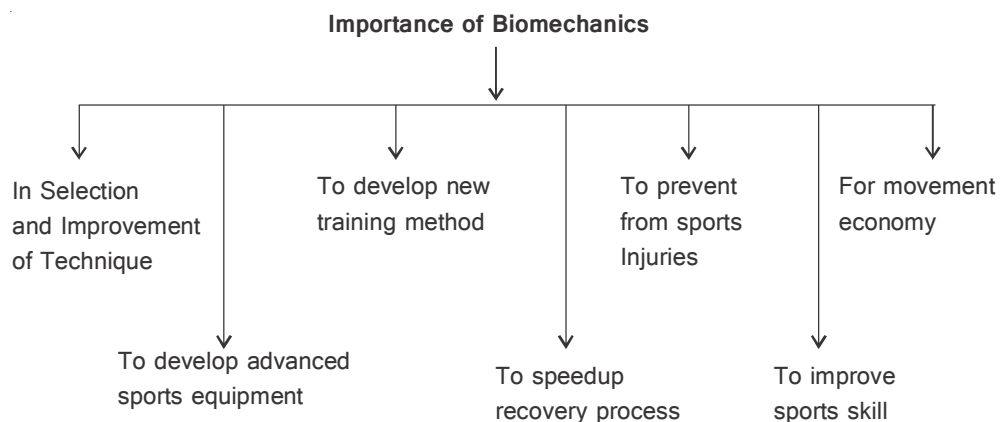 Importance of Biomechanics
In Selection
and Improvement
of Technique
To develop advanced
sports equipment
To develop new
training method
To speedup
recovery process
To prevent
from sports
Injuries
To improve
sports skill
For movement
economy